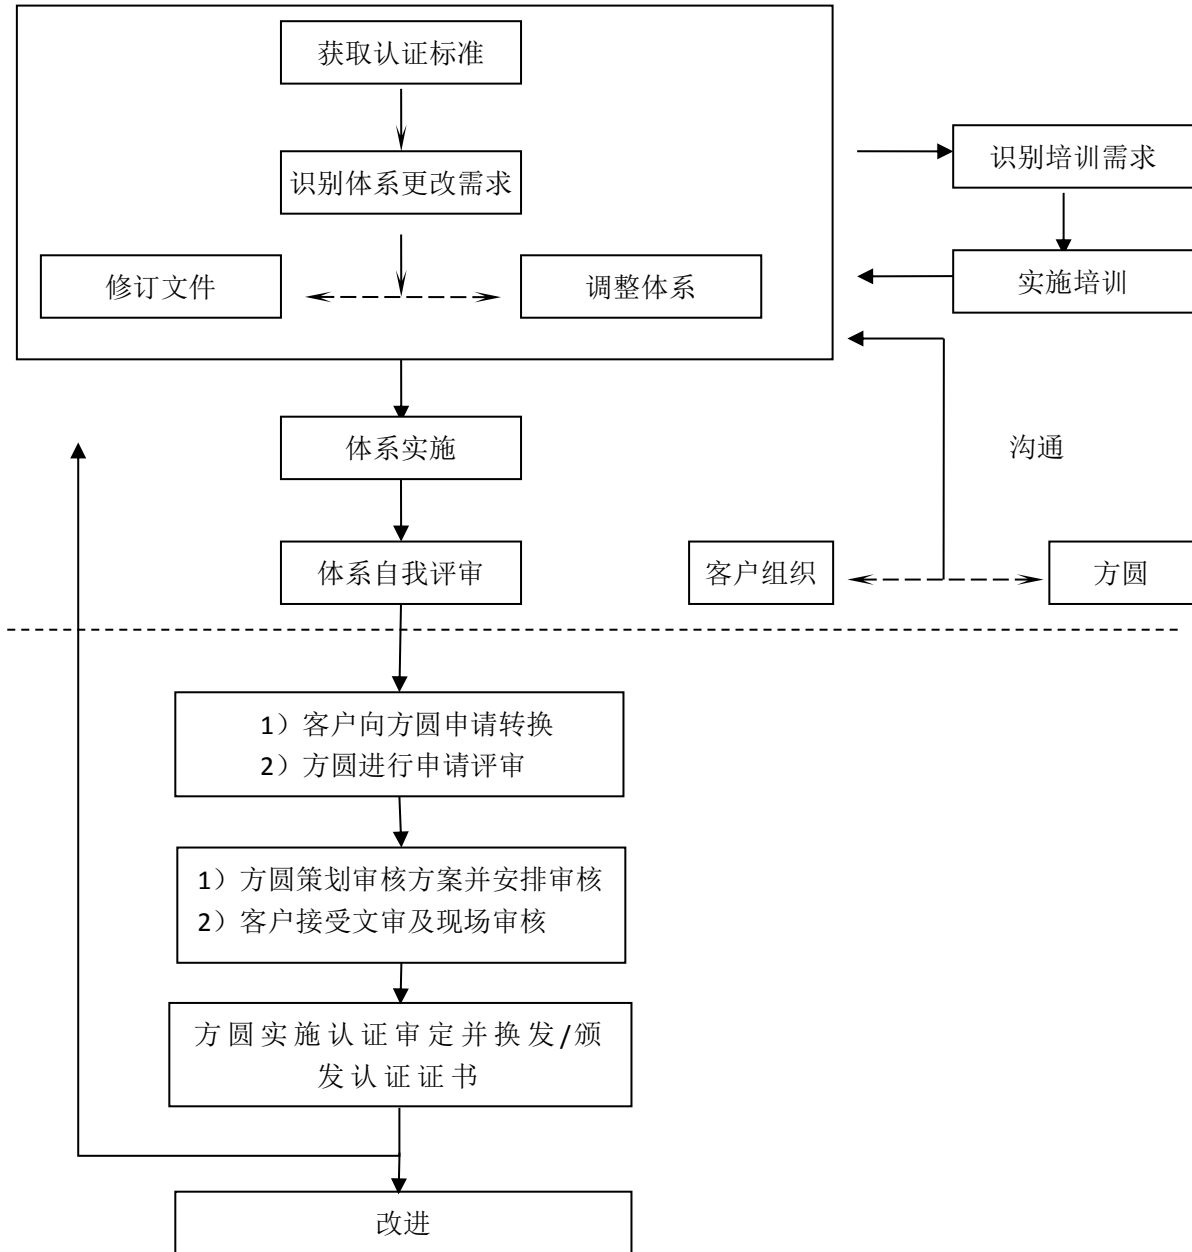 获取认证标准
识别培训需求
识别体系更改需求
修订文件
调整体系
实施培训
体系实施
沟通
体系自我评审
客户组织
方圆
1）客户向方圆申请转换
2）方圆进行申请评审
1）方圆策划审核方案并安排审核
2）客户接受文审及现场审核
方圆实施认证审定并换发/颁
发认证证书
改进